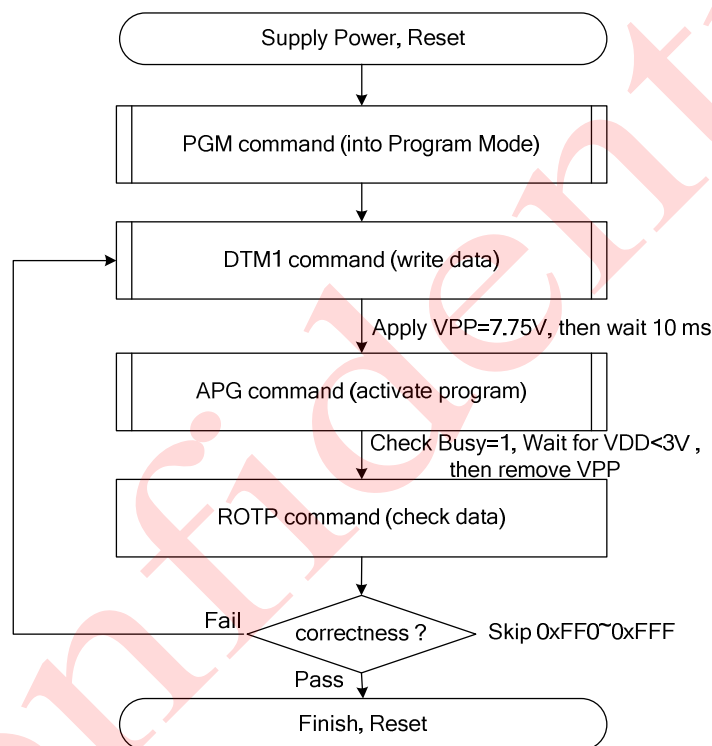 Supply Power, Reset
PGM command (into Program Mode)
DTM1 command (write data)
Apply VPP=7.75V, then wait 10 ms
APG command (activate program)
Check Busy=1, Wait for VDD<3V ,
then remove VPP
ROTP command (check data)
Fail
correctness ?
Skip 0xFF0~0xFFF
Pass
Finish, Reset
onfident